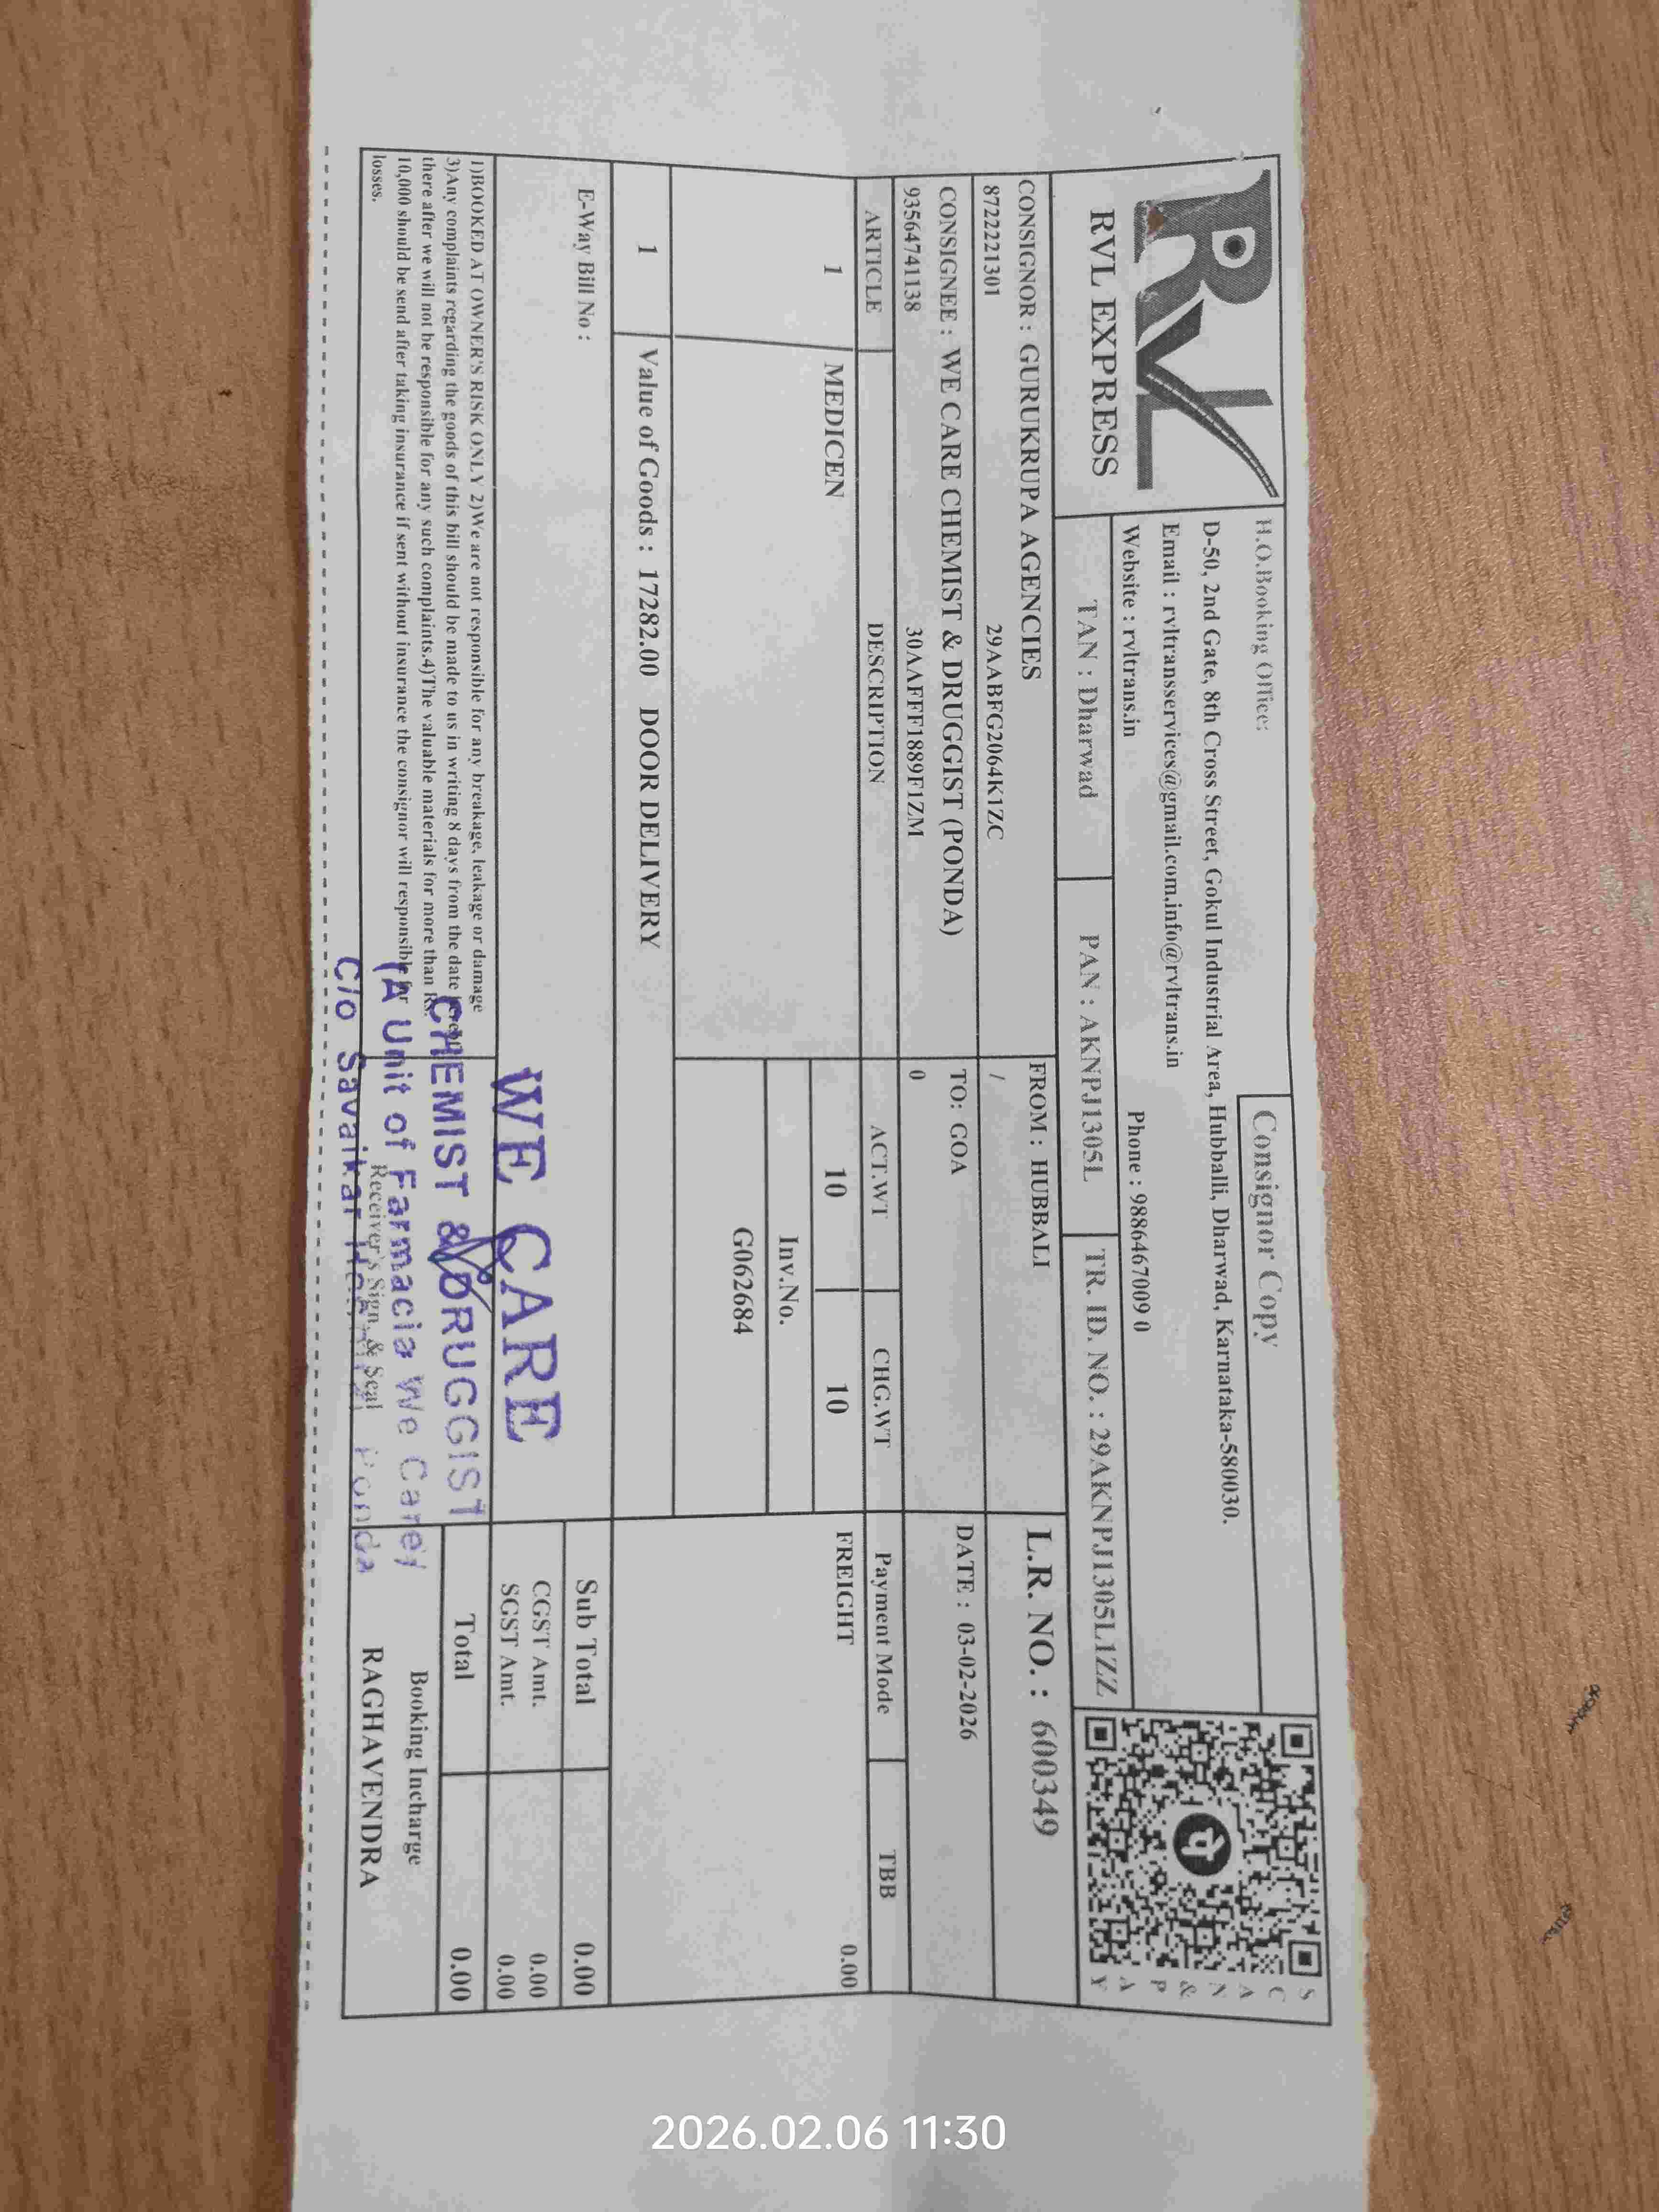 RVL
RVL EXPRESS
H.O.Booking Office:
Consignor Copy
D-50, 2nd Gate, 8th Cross Street, Gokul Industrial Area, Hubballi, Dharwad, Karnataka-580030.
Email : rvltransservices@gmail.com.info@rvltrans.in
Website : rvltrans.in Phone : 9886467009 0
TAN : Dharwad PAN : AKNPJ1305L TR. ID. NO. : 29AKNPJ1305L1ZZ
SCAN & PAY
CONSIGNOR : GURUKRUPA AGENCIES FROM : HUBBALI L.R. NO. : 600349
8722221301 29AABFG2064K1ZC /
CONSIGNEE : WE CARE CHEMIST & DRUGGIST (PONDA) TO: GOA DATE : 03-02-2026
9356474138 30AAFFF1889F1ZM 0
ARTICLE DESCRIPTION ACT.WT CHG.WT Payment Mode TBB
1 MEDICEN 10 10 FREIGHT 0.00
Inv.No.
G062684
1 Value of Goods : 17282.00 DOOR DELIVERY
E-Way Bill No :
Sub Total 0.00
CGST Amt. 0.00
SGST Amt. 0.00
Total 0.00
1)BOOKED AT OWNER'S RISK ONLY 2)We are not responsible for any breakage, leakage or damage
3)Any complaints regarding the goods of this bill should be made to us in writing 8 days from the date
there after we will not be responsible for any such complaints.4)The valuable materials for more than Rs.
10,000 should be send after taking insurance if sent without insurance the consignor will responsible for
losses.
WE CARE
CHEMIST & DRUGGIST
(A Unit of Farmacia We Care)
C/o Savaikar Ponda
Receiver's Sign. & Seal
Booking Incharge
RAGHAVENDRA
2026.02.06 11:30